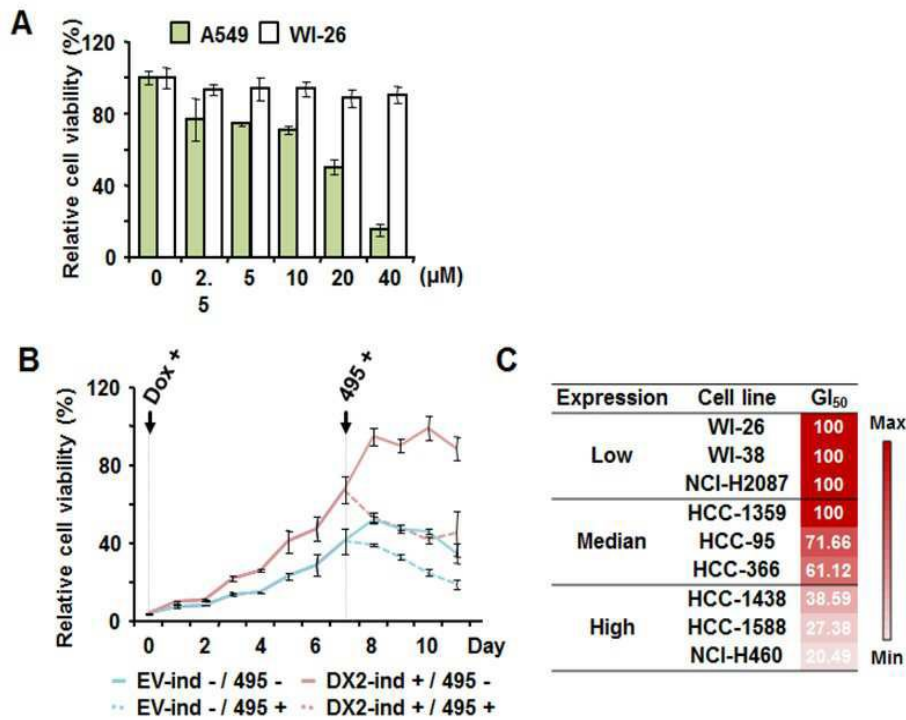 A
A549 WI-26
Relative cell viability (%)
120
80
40
0
0 2.5 5 10 20 40 (µM)
B
Dox +
495 +
Relative cell viability (%)
120
80
40
0
0 2 4 6 8 10 Day
EV-ind - / 495 - DX2-ind + / 495 -
EV-ind - / 495 + DX2-ind + / 495 +
C
Expression Cell line GI50
WI-26 100
Low WI-38 100
NCI-H2087 100
HCC-1359 100
Median HCC-95 71.66
HCC-366 61.12
HCC-1438 38.59
High HCC-1588 27.38
NCI-H460 20.49
Max
Min